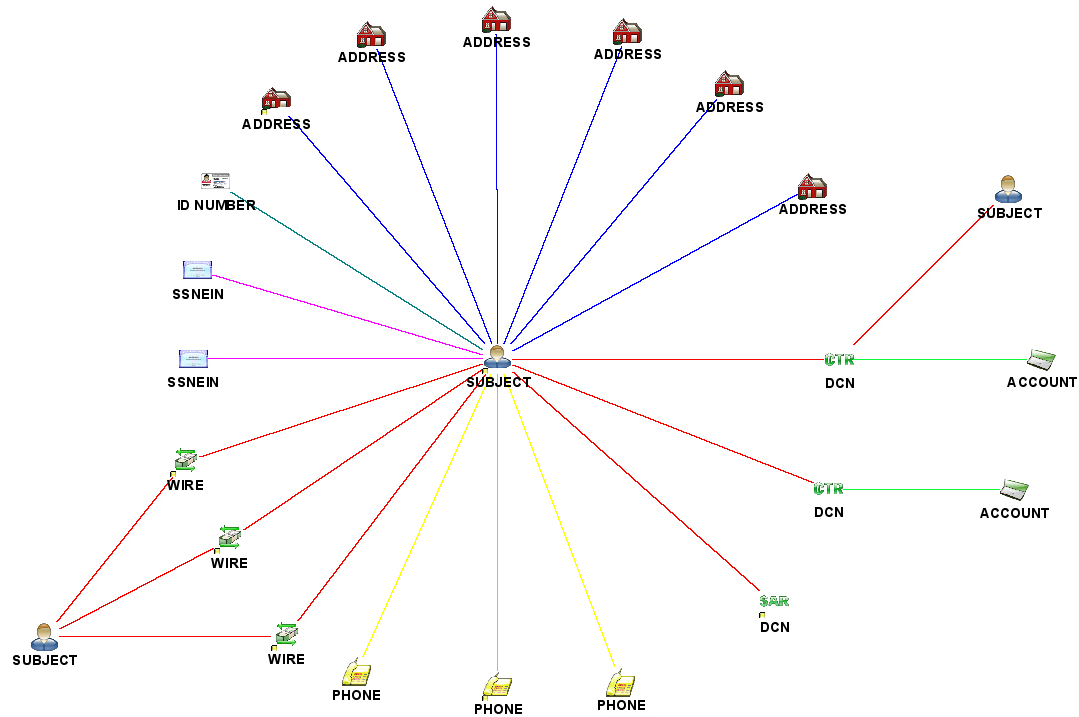 ADDRESS
ADDRESS
ADDRESS
ADDRESS
ADDRESS
ID NUMBER
ADDRESS
SUBJECT
SSNEIN
CTR
SSNEIN
SUBJECT
DCN
ACCOUNT
WIRE
CTR
DCN
ACCOUNT
WIRE
SAR
DCN
SUBJECT
WIRE
PHONE
PHONE
PHONE